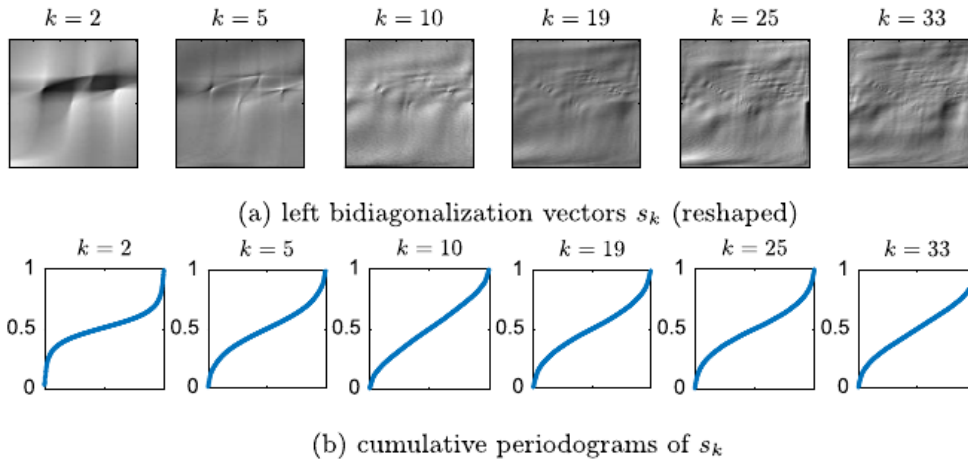 k = 2 k = 5 k = 10 k = 19 k = 25 k = 33
(a) left bidiagonalization vectors s_k (reshaped)
k = 2 k = 5 k = 10 k = 19 k = 25 k = 33
1 1 1 1 1 1
0.5 0.5 0.5 0.5 0.5 0.5
0 0 0 0 0 0
(b) cumulative periodograms of s_k